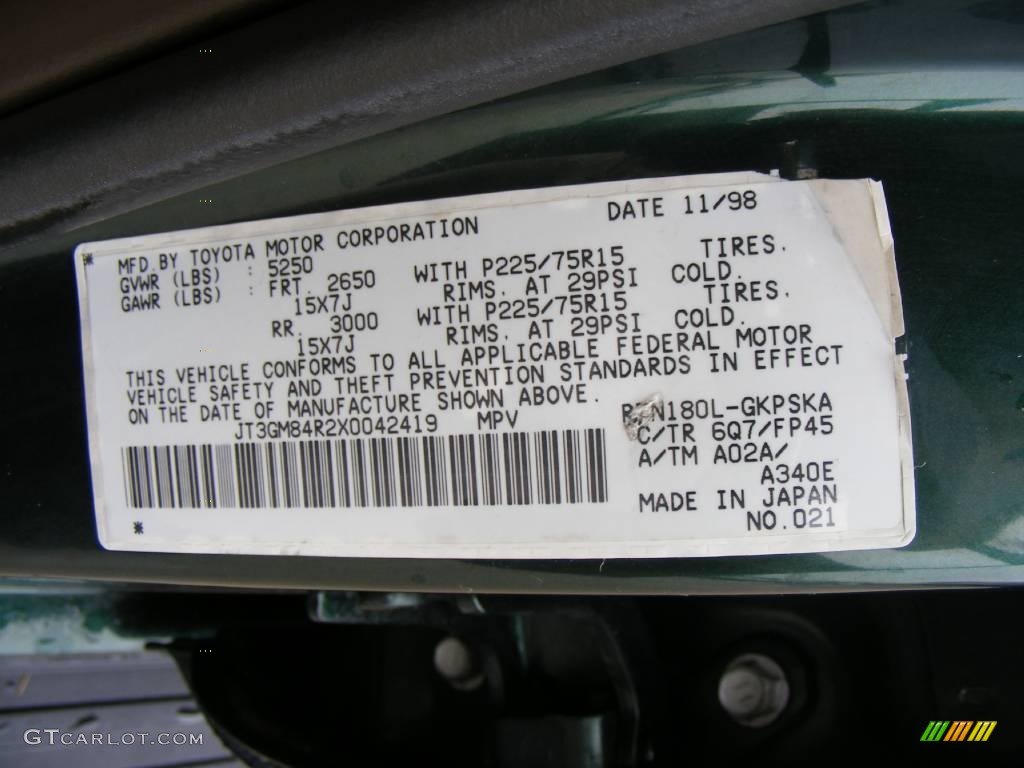 DATE 11/98
MFD.BY TOYOTA MOTOR CORPORATION
GVWR (LBS) : 5250
GAWR (LBS) : FRT. 2650 WITH P225/75R15 TIRES.
15X7J RIMS. AT 29PSI COLD.
RR. 3000 WITH P225/75R15 TIRES.
15X7J RIMS. AT 29PSI COLD.
THIS VEHICLE CONFORMS TO ALL APPLICABLE FEDERAL MOTOR
VEHICLE SAFETY AND THEFT PREVENTION STANDARDS IN EFFECT
ON THE DATE OF MANUFACTURE SHOWN ABOVE.
JT3GM84R2X0042419 MPV
N180L-GKPSKA
C/TR 6Q7/FP45
A/TM A02A/
A340E
MADE IN JAPAN
NO.021
GTCARLOT.COM